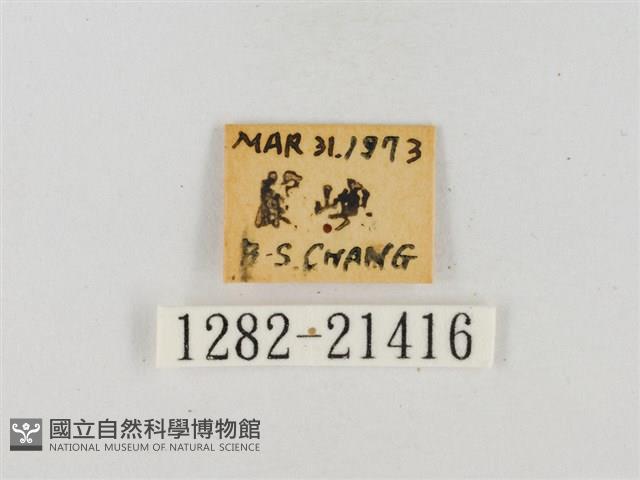 MAR 31.1973
嶼
B-S. CHANG
1282-21416
國立自然科學博物館
NATIONAL MUSEUM OF NATURAL SCIENCE